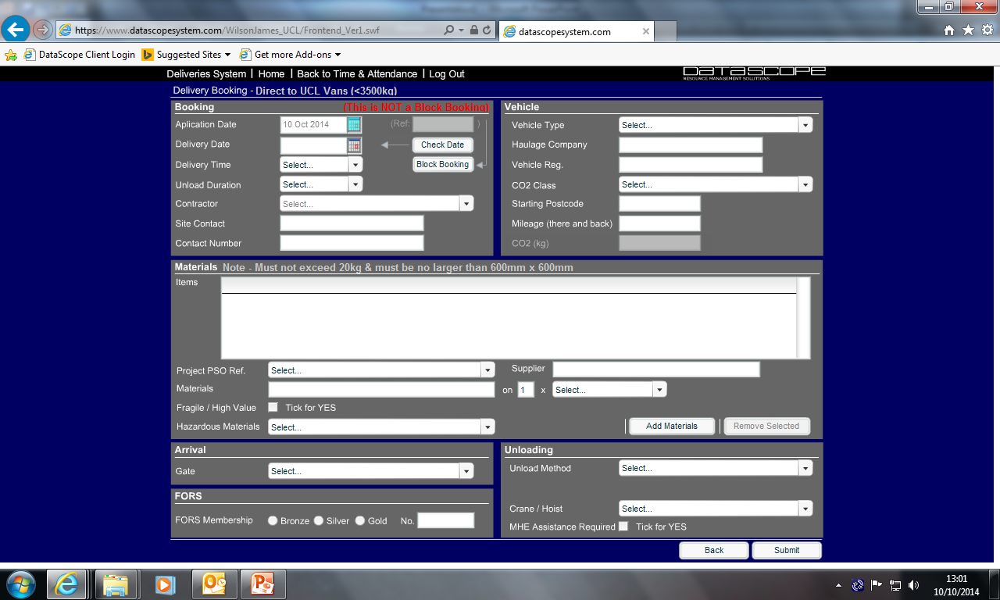 https://www.datascopesystem.com/WilsonJames_UCL/Frontend_Ver1.swf
datascopesystem.com
DataScope Client Login
Suggested Sites
Get more Add-ons
Deliveries System | Home | Back to Time & Attendance | Log Out
DATASCOPE
RESOURCE MANAGEMENT SOLUTIONS
Delivery Booking - Direct to UCL Vans (<3500kg)
Booking (This is NOT a Block Booking)
Aplication Date 10 Oct 2014 (Ref: )
Delivery Date Check Date
Delivery Time Select... Block Booking
Unload Duration Select...
Contractor Select...
Site Contact
Contact Number
Vehicle
Vehicle Type Select...
Haulage Company
Vehicle Reg.
CO2 Class Select...
Starting Postcode
Mileage (there and back)
CO2 (kg)
Materials Note - Must not exceed 20kg & must be no larger than 600mm x 600mm
Items
Project PSO Ref. Select... Supplier
Materials on 1 x Select...
Fragile / High Value Tick for YES
Hazardous Materials Select... Add Materials Remove Selected
Arrival
Gate Select...
FORS
FORS Membership Bronze Silver Gold No.
Unloading
Unload Method Select...
Crane / Hoist Select...
MHE Assistance Required Tick for YES
Back Submit
13:01
10/10/2014